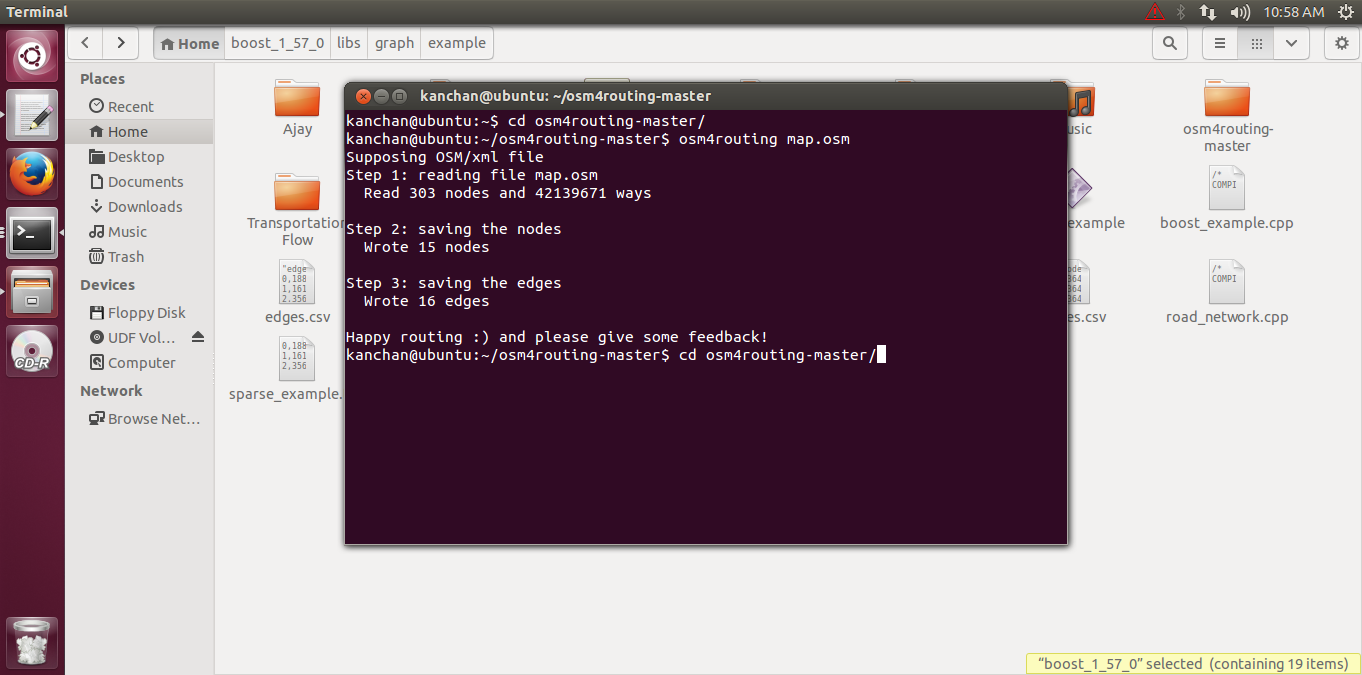 Terminal
10:58 AM
Home
boost_1_57_0
libs
graph
example
Places
Recent
Home
Desktop
Documents
Downloads
Music
Trash
Devices
Floppy Disk
UDF Vol...
Computer
Network
Browse Net...
CD-R
Ajay
Transportation
Flow
"edge
0,188
1,161
2.356
edges.csv
0,188
1,161
2,356
sparse_example.
kanchan@ubuntu: ~/osm4routing-master
kanchan@ubuntu:~$ cd osm4routing-master/
kanchan@ubuntu:~/osm4routing-master$ osm4routing map.osm
Supposing OSM/xml file
Step 1: reading file map.osm
Read 303 nodes and 42139671 ways
Step 2: saving the nodes
Wrote 15 nodes
Step 3: saving the edges
Wrote 16 edges
Happy routing :) and please give some feedback!
kanchan@ubuntu:~/osm4routing-master$ cd osm4routing-master/
usic
osm4routing-
master
example
/*
COMPI
boost_example.cpp
ode
364
364
364
es.csv
/*
COMPI
road_network.cpp
"boost_1_57_0" selected (containing 19 items)